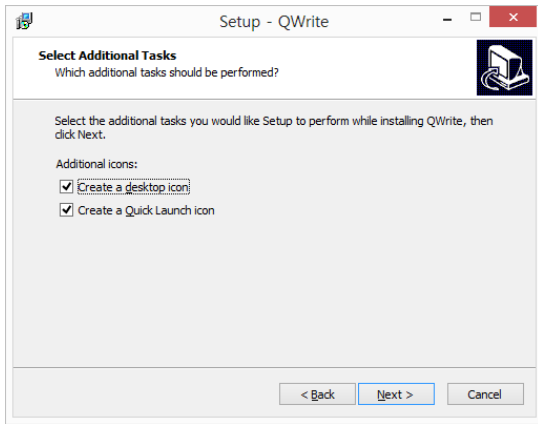 Setup - QWrite
Select Additional Tasks
Which additional tasks should be performed?
Select the additional tasks you would like Setup to perform while installing QWrite, then
click Next.
Additional icons:
Create a desktop icon
Create a Quick Launch icon
< Back Next > Cancel